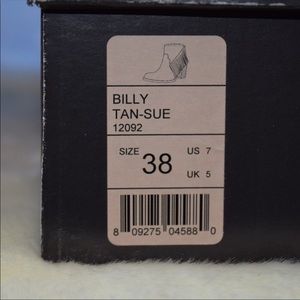 BILLY
TAN-SUE
12092
SIZE 38 US 7
UK 5
8 09275 04588 0